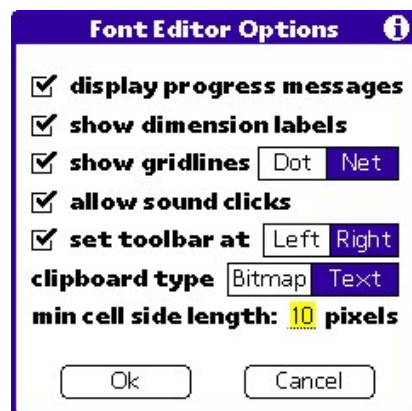 Font Editor Options i
display progress messages
show dimension labels
show gridlines Dot Net
allow sound clicks
set toolbar at Left Right
clipboard type Bitmap Text
min cell side length: 10 pixels
Ok Cancel